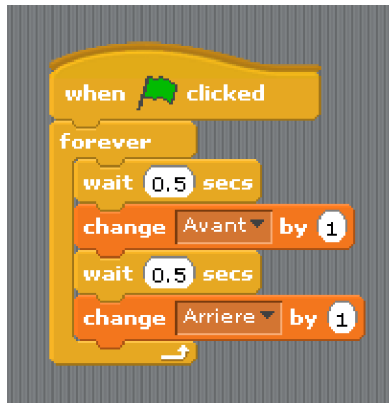 when clicked
forever
wait 0.5 secs
change Avant by 1
wait 0.5 secs
change Arriere by 1